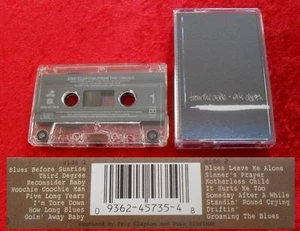 ERIC CLAPTON FROM THE CRADLE
1
from the cradle - eric clapton
side A
Blues Before Sunrise
Third Degree
Reconsider Baby
Hoochie Coochie Man
Five Long Years
I'm Tore Down
How Long Blues
Goin' Away Baby
0 9362-45735-4 8
Blues Leave Me Alone
Sinner's Prayer
Motherless Child
It Hurts Me Too
Someday After a While
Standin' Round Crying
Driftin'
Groaning The Blues
Produced by Eric Clapton and Russ Titelman